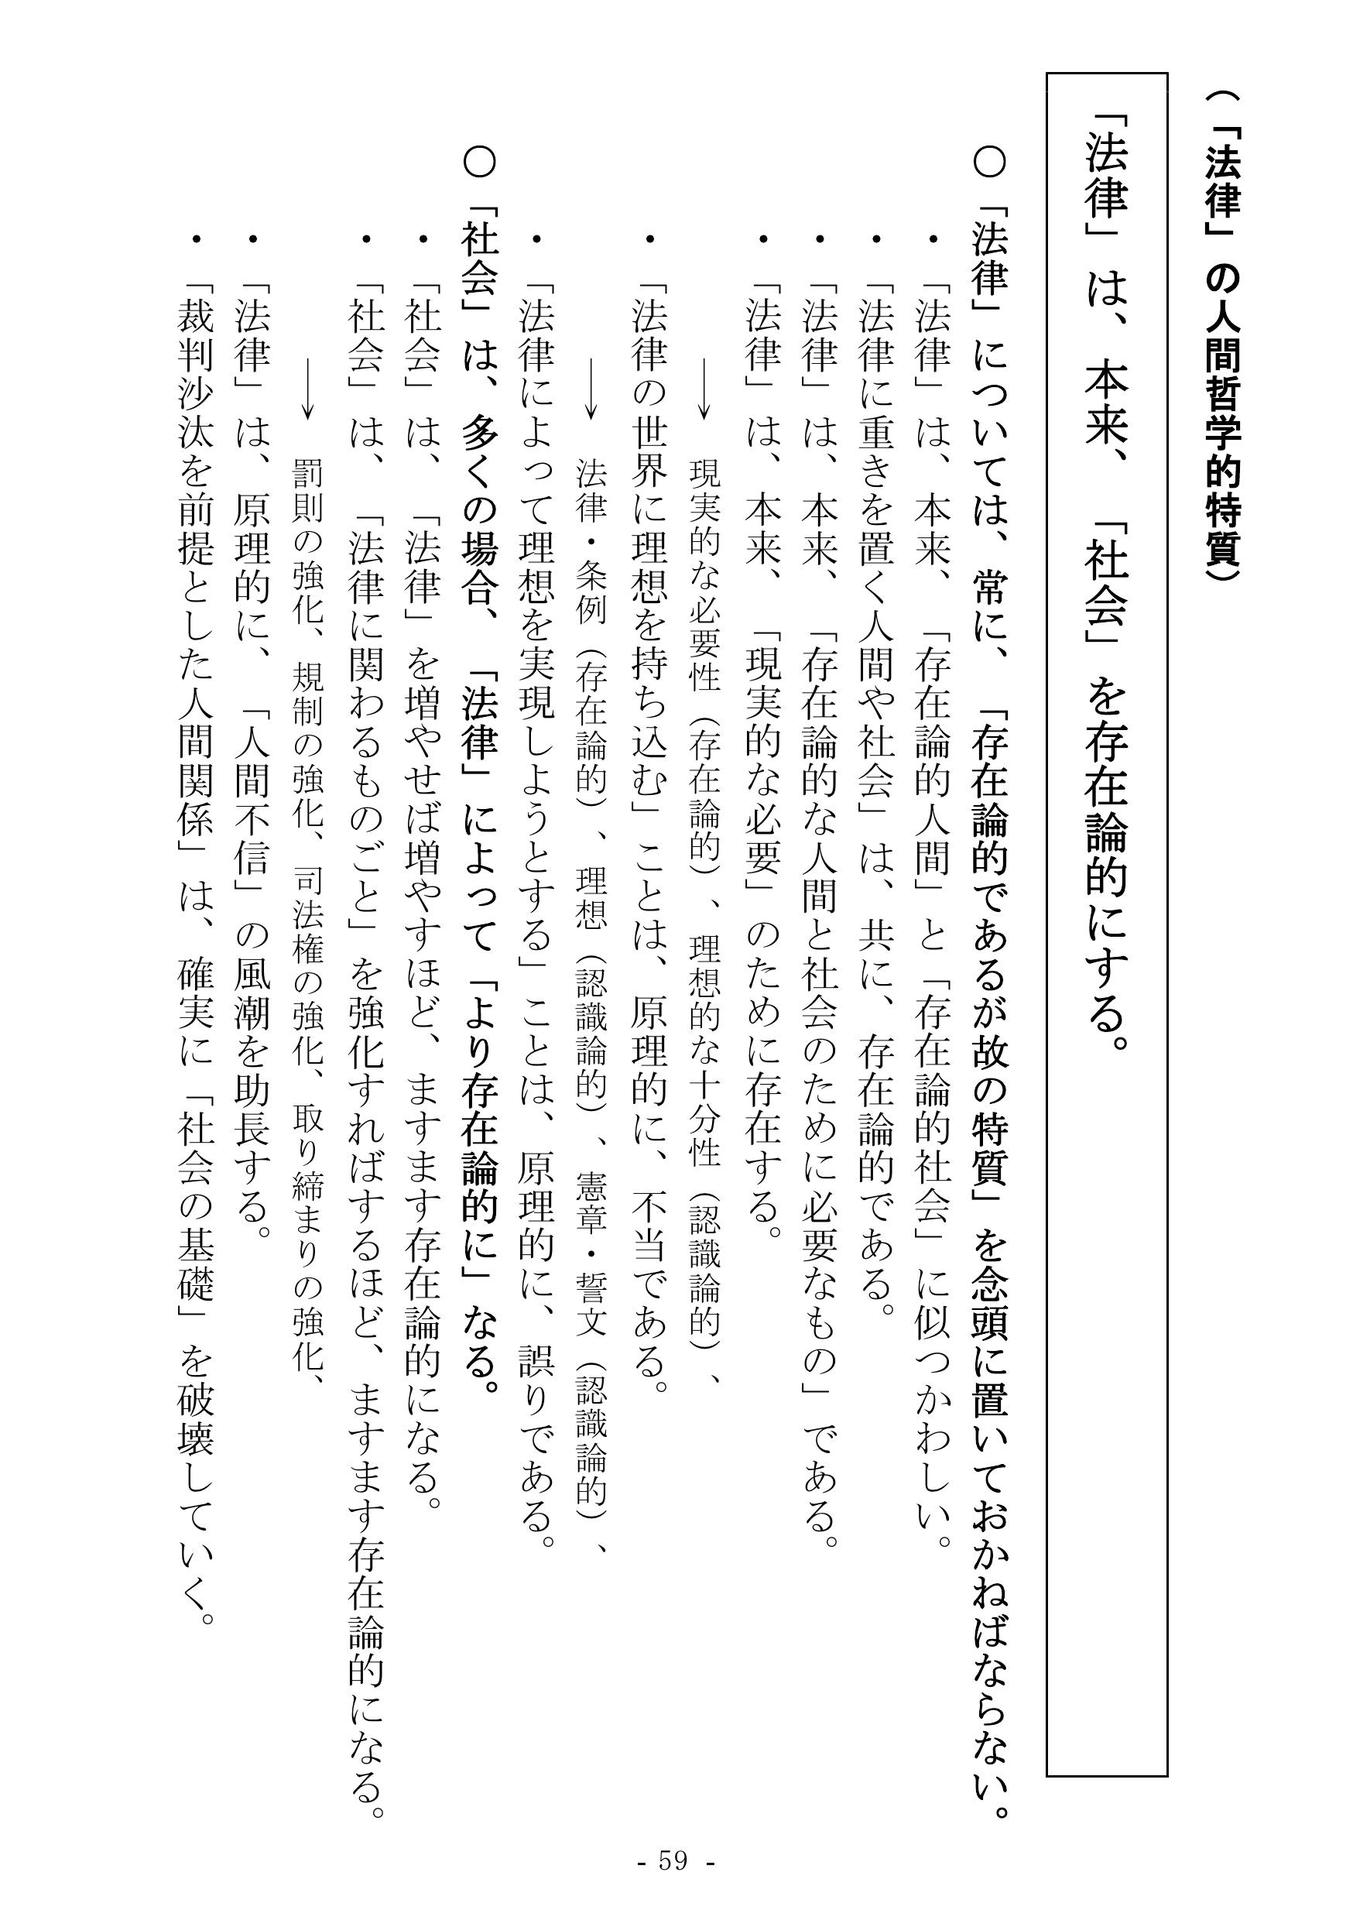 （「法律」の人間哲学的特質）
「法律」は、本来、「社会」を存在論的にする。
○「法律」については、常に、「存在論的であるが故の特質」を念頭に置いておかねばならない。
・「法律」は、本来、「存在論的人間」と「存在論的社会」に似つかわしい。
・「法律に重きを置く人間や社会」は、共に、存在論的である。
・「法律」は、本来、「存在論的な人間と社会のために必要なもの」である。
・「法律」は、本来、「現実的な必要」のために存在する。
→ 現実的な必要性（存在論的）、理想的な十分性（認識論的）、
・「法律の世界に理想を持ち込む」ことは、原理的に、不当である。
→ 法律・条例（存在論的）、理想（認識論的）、憲章・誓文（認識論的）、
・「法律によって理想を実現しようとする」ことは、原理的に、誤りである。
○「社会」は、多くの場合、「法律」によって「より存在論的に」なる。
・「社会」は、「法律」を増やせば増やすほど、ますます存在論的になる。
・「社会」は、「法律に関わるものごと」を強化すればするほど、ますます存在論的になる。
→ 罰則の強化、規制の強化、司法権の強化、取り締まりの強化、
・「法律」は、原理的に、「人間不信」の風潮を助長する。
・「裁判沙汰を前提とした人間関係」は、確実に「社会の基礎」を破壊していく。
- 59 -